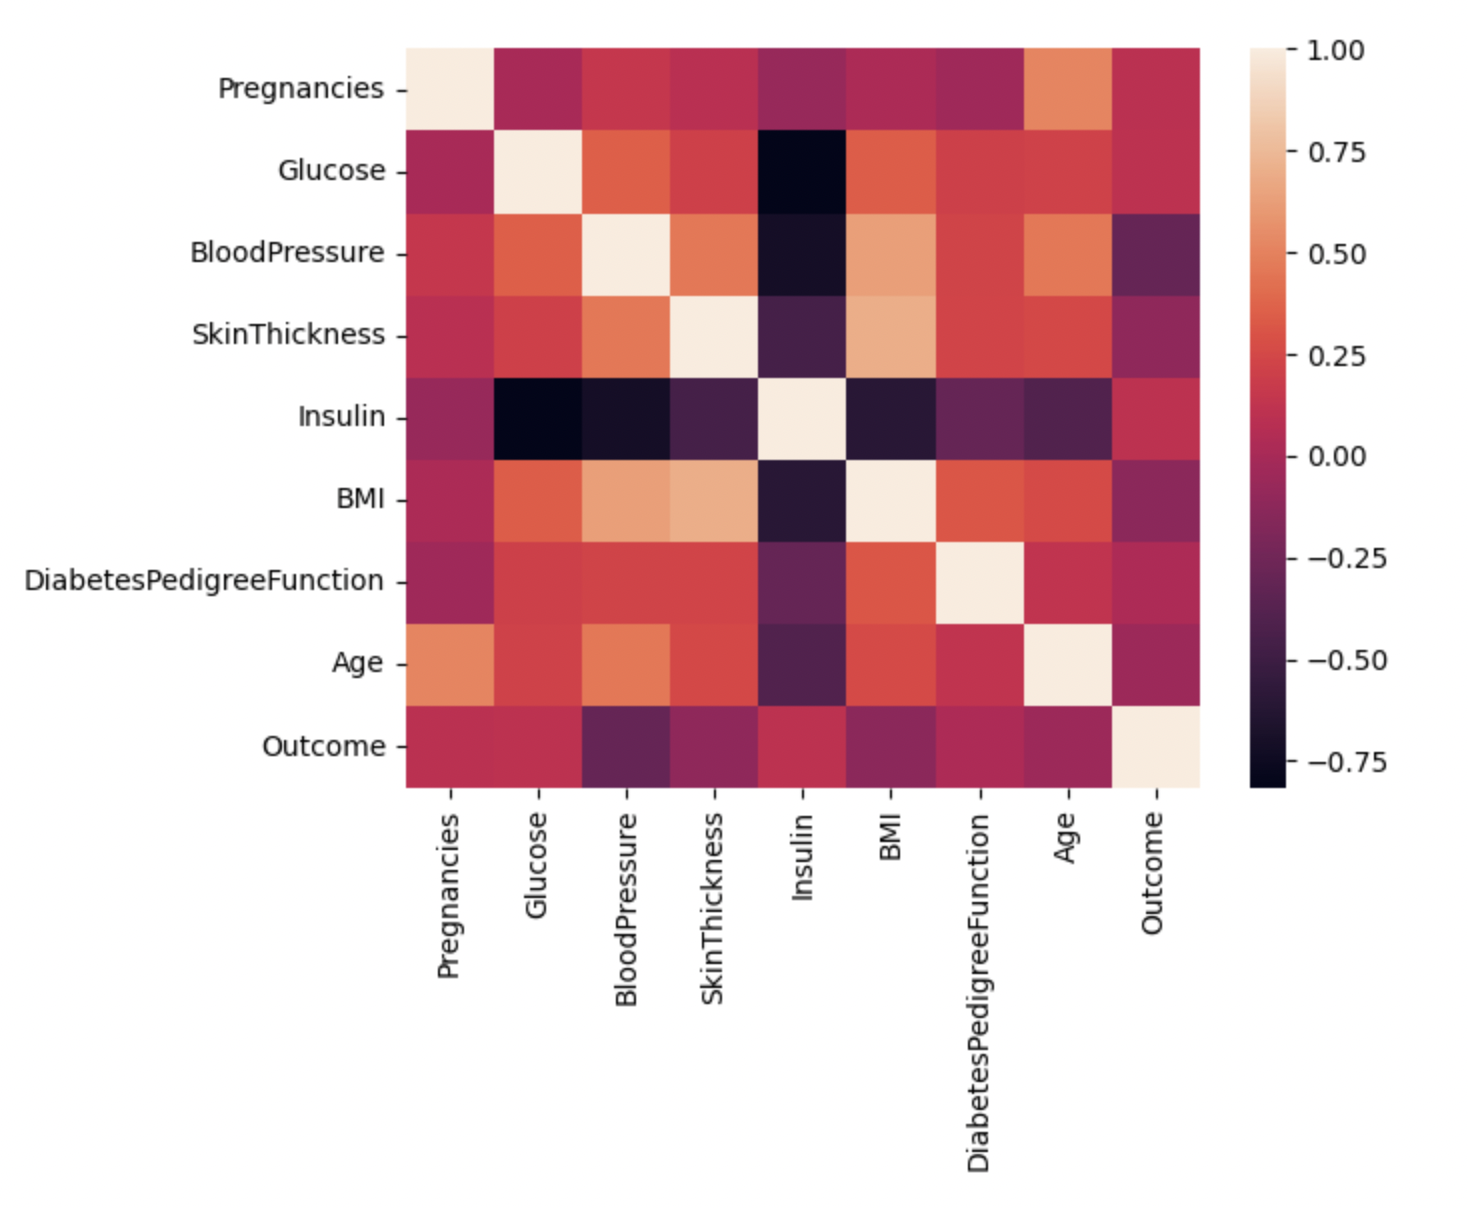 Pregnancies
Glucose
BloodPressure
SkinThickness
Insulin
BMI
DiabetesPedigreeFunction
Age
Outcome
Pregnancies
Glucose
BloodPressure
SkinThickness
Insulin
BMI
DiabetesPedigreeFunction
Age
Outcome
1.00
0.75
0.50
0.25
0.00
−0.25
−0.50
−0.75